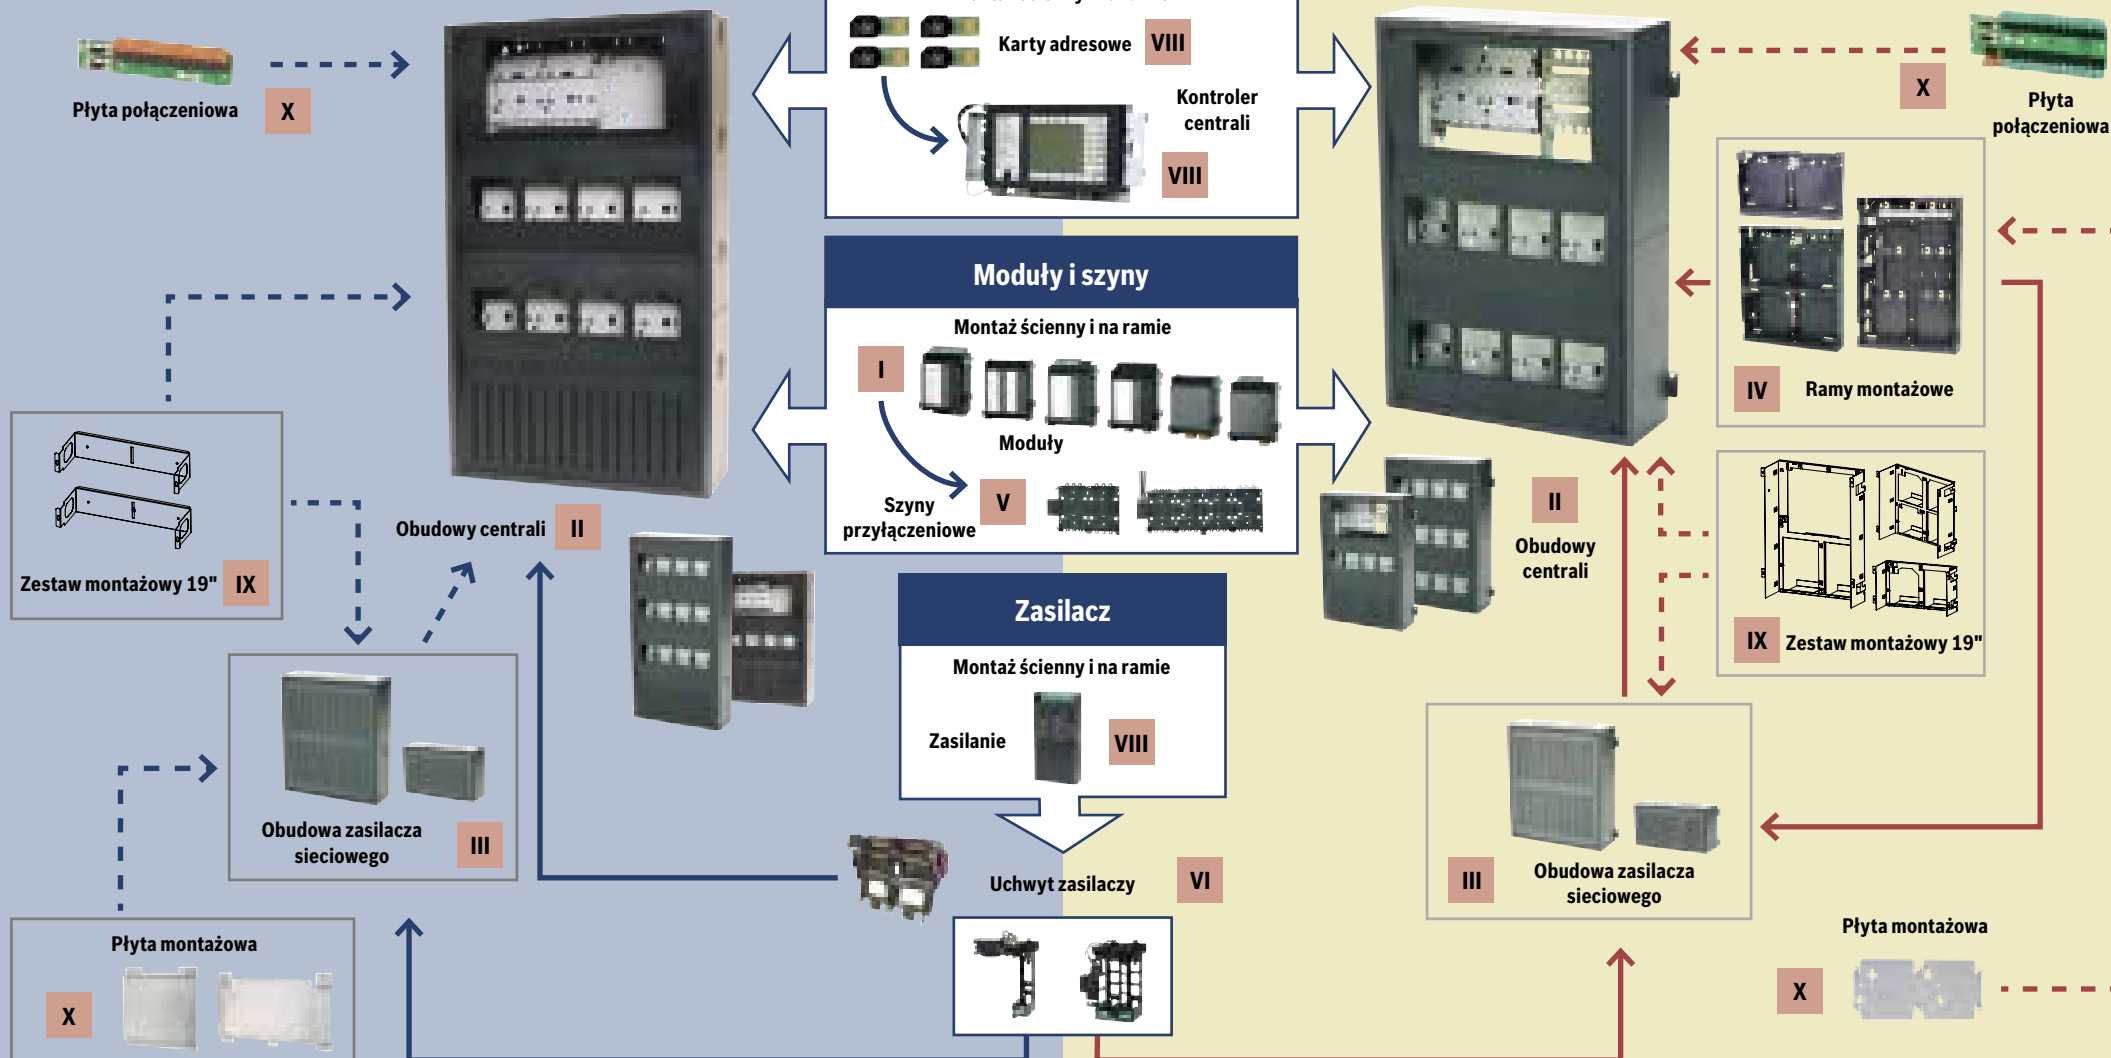 Karty adresowe VIII
Płyta połączeniowa X
Kontroler
centrali
VIII
X
Płyta
połączeniowa
Moduły i szyny
Montaż ścienny i na ramie
I
Moduły
Szyny
przyłączeniowe
V
IV Ramy montażowe
Obudowy centrali II
II
Obudowy
centrali
Zestaw montażowy 19" IX
IX Zestaw montażowy 19"
Zasilacz
Montaż ścienny i na ramie
Zasilanie VIII
Obudowa zasilacza
sieciowego
III
Uchwyt zasilaczy VI
III
Obudowa zasilacza
sieciowego
Płyta montażowa
X
Płyta montażowa
X